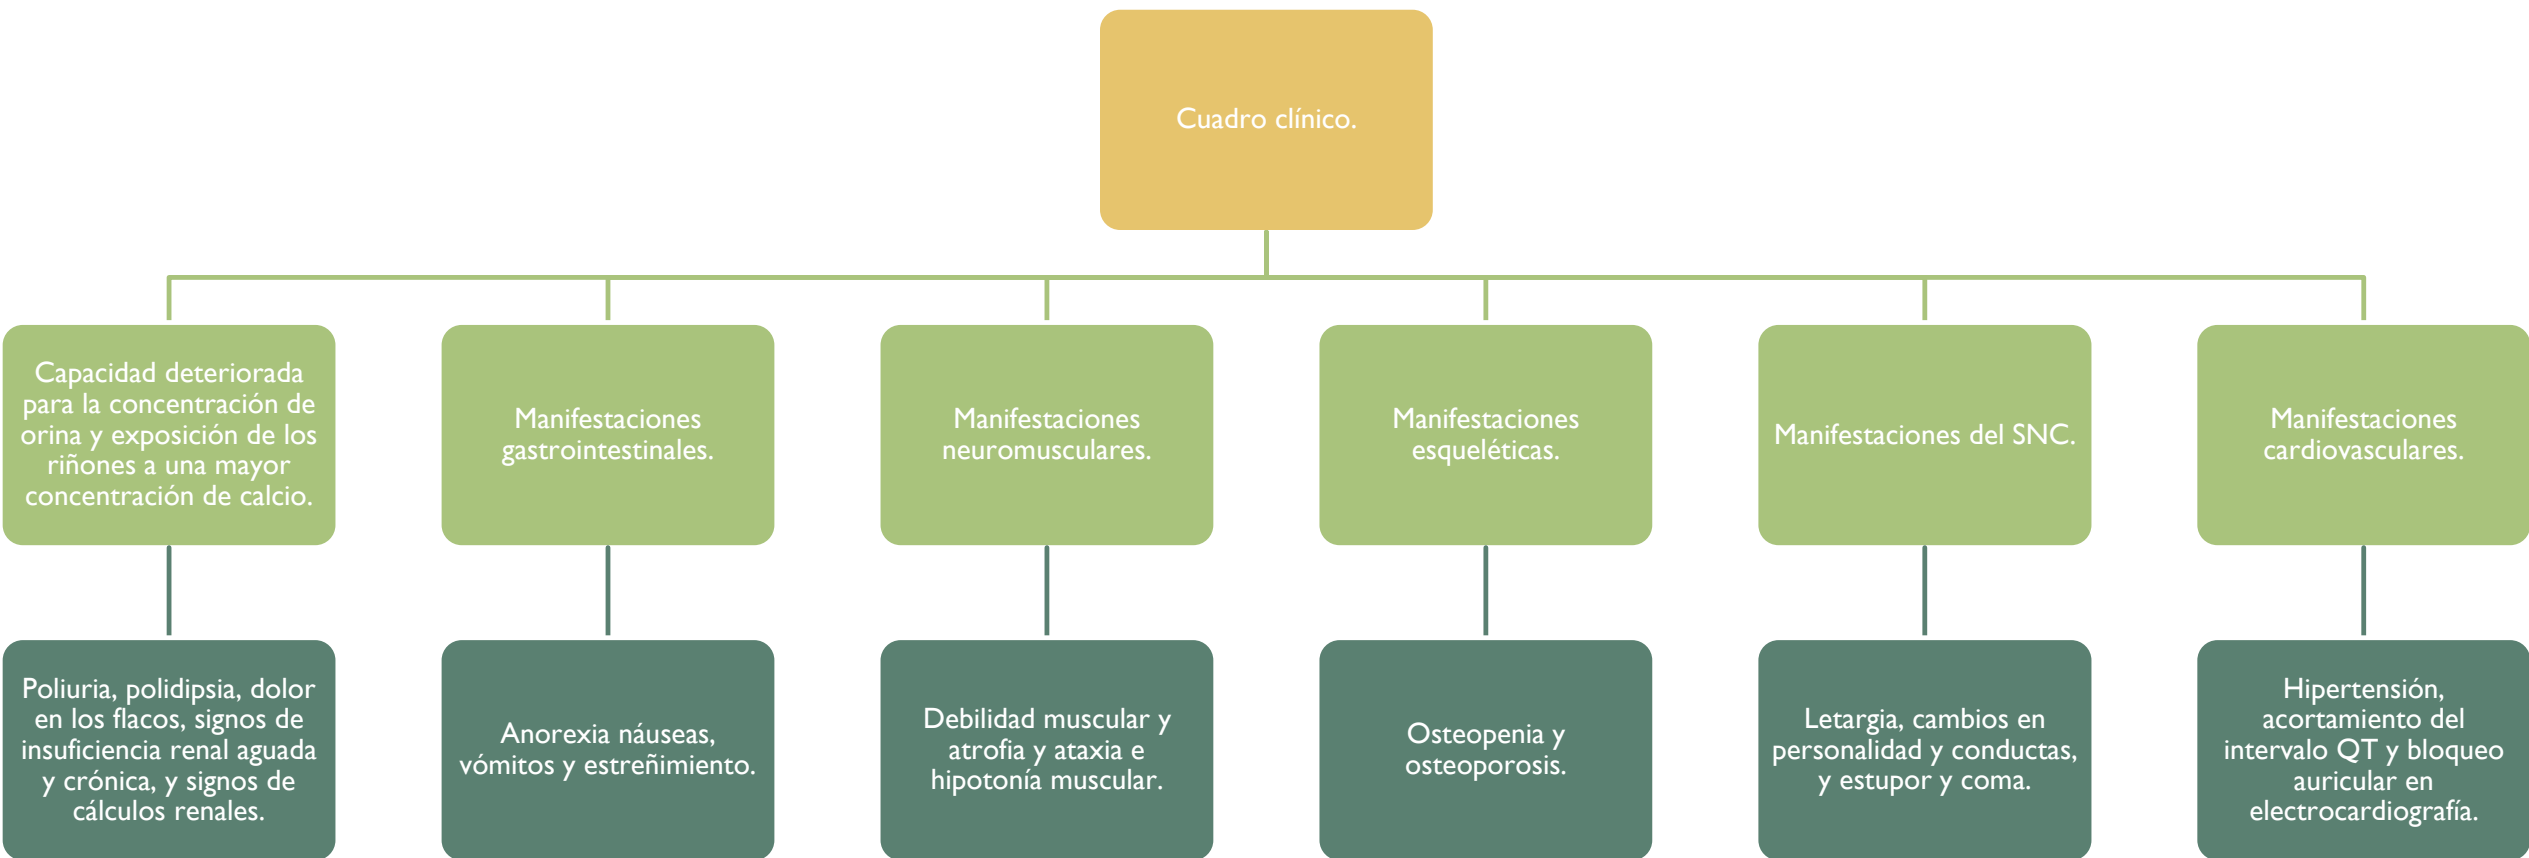 Cuadro clínico.
Capacidad deteriorada
para la concentración de
orina y exposición de los
riñones a una mayor
concentración de calcio.
Manifestaciones
gastrointestinales.
Manifestaciones
neuromusculares.
Manifestaciones
esqueléticas.
Manifestaciones del SNC.
Manifestaciones
cardiovasculares.
Poliuria, polidipsia, dolor
en los flacos, signos de
insuficiencia renal aguada
y crónica, y signos de
cálculos renales.
Anorexia náuseas,
vómitos y estreñimiento.
Debilidad muscular y
atrofia y ataxia e
hipotonía muscular.
Osteopenia y
osteoporosis.
Letargia, cambios en
personalidad y conductas,
y estupor y coma.
Hipertensión,
acortamiento del
intervalo QT y bloqueo
auricular en
electrocardiografía.